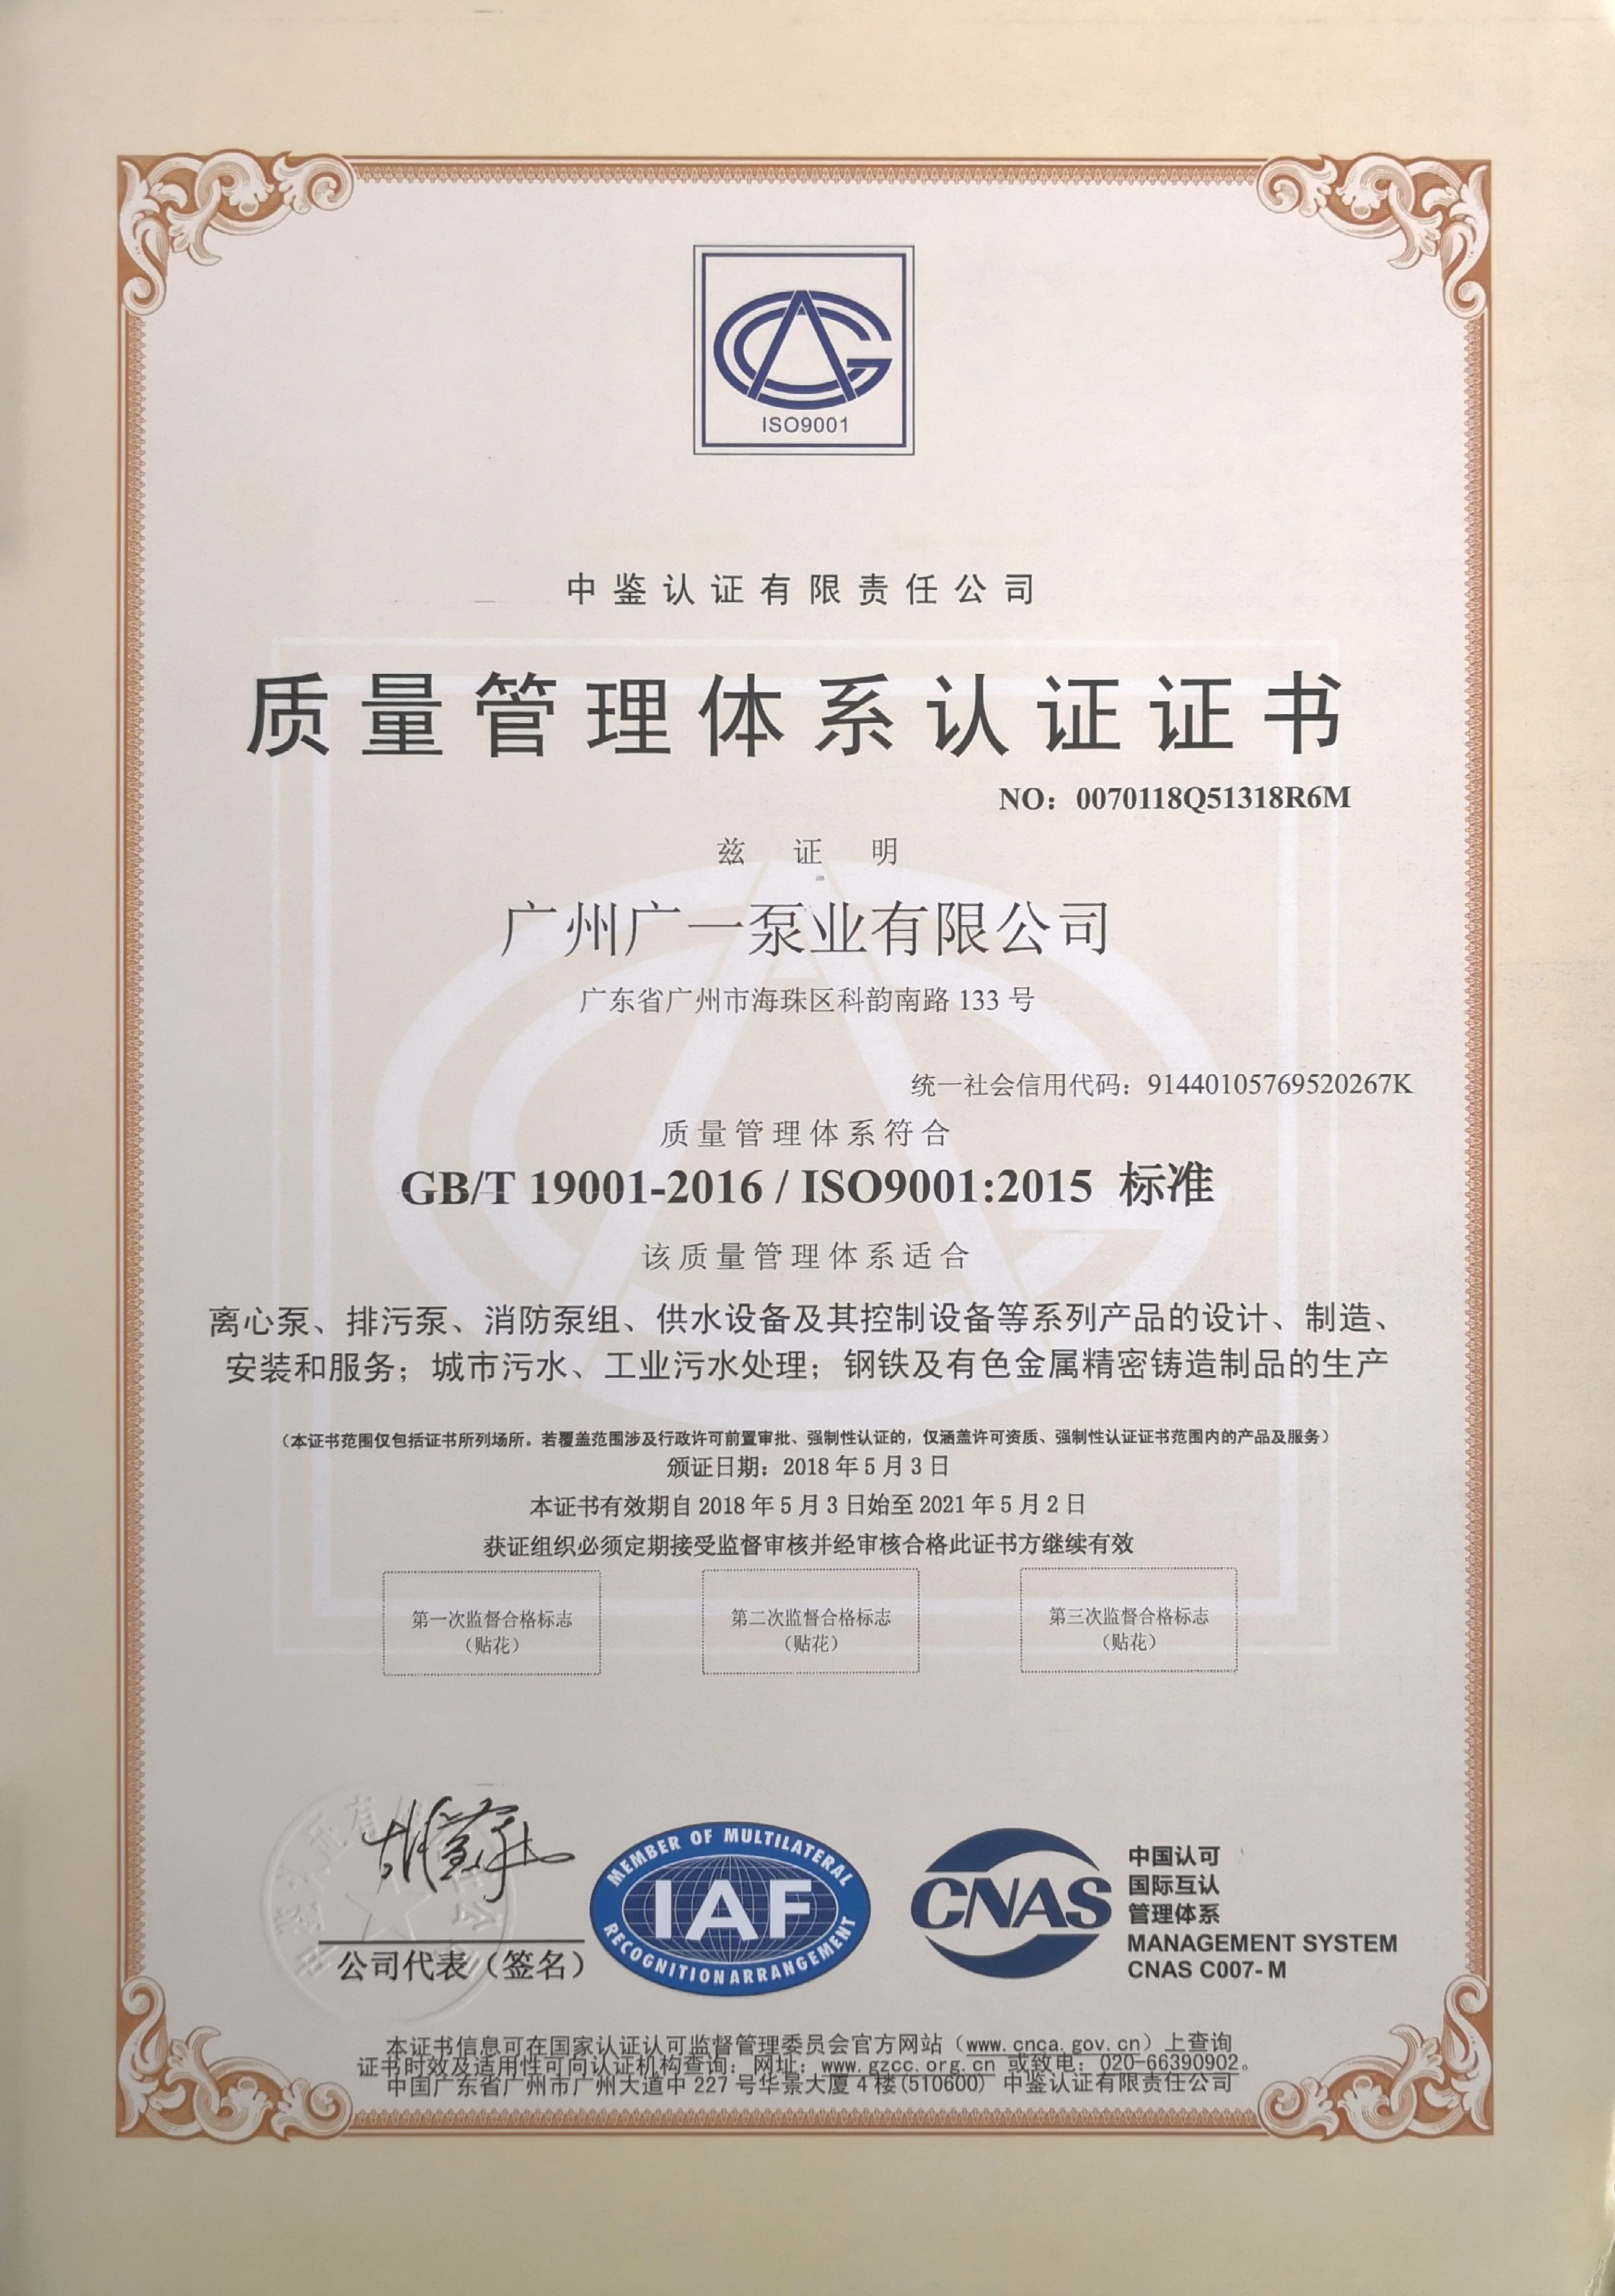 CAG
ISO9001
中鉴认证有限责任公司
质量管理体系认证证书
NO：0070118Q51318R6M
兹 证 明
广州广一泵业有限公司
广东省广州市海珠区科韵南路 133 号
统一社会信用代码：91440105769520267K
质量管理体系符合
GB/T 19001-2016 / ISO9001:2015 标准
该质量管理体系适合
离心泵、排污泵、消防泵组、供水设备及其控制设备等系列产品的设计、制造、
安装和服务；城市污水、工业污水处理；钢铁及有色金属精密铸造制品的生产
（本证书范围仅包括证书所列场所。若覆盖范围涉及行政许可前置审批、强制性认证的，仅涵盖许可资质、强制性认证证书范围内的产品及服务）
颁证日期：2018 年 5 月 3 日
本证书有效期自 2018 年 5 月 3 日始至 2021 年 5 月 2 日
获证组织必须定期接受监督审核并经审核合格此证书方继续有效
第一次监督合格标志
（贴花）
第二次监督合格标志
（贴花）
第三次监督合格标志
（贴花）
公司代表（签名）
MEMBER OF MULTILATERAL
IAF
RECOGNITION ARRANGEMENT
CNAS
中国认可
国际互认
管理体系
MANAGEMENT SYSTEM
CNAS C007-M
本证书信息可在国家认证认可监督管理委员会官方网站（www.cnca.gov.cn）上查询
证书时效及适用性可向认证机构查询：网址：www.gzcc.org.cn 或致电：020-66390902。
中国广东省广州市广州大道中 227 号华景大厦 4 楼(510600) 中鉴认证有限责任公司